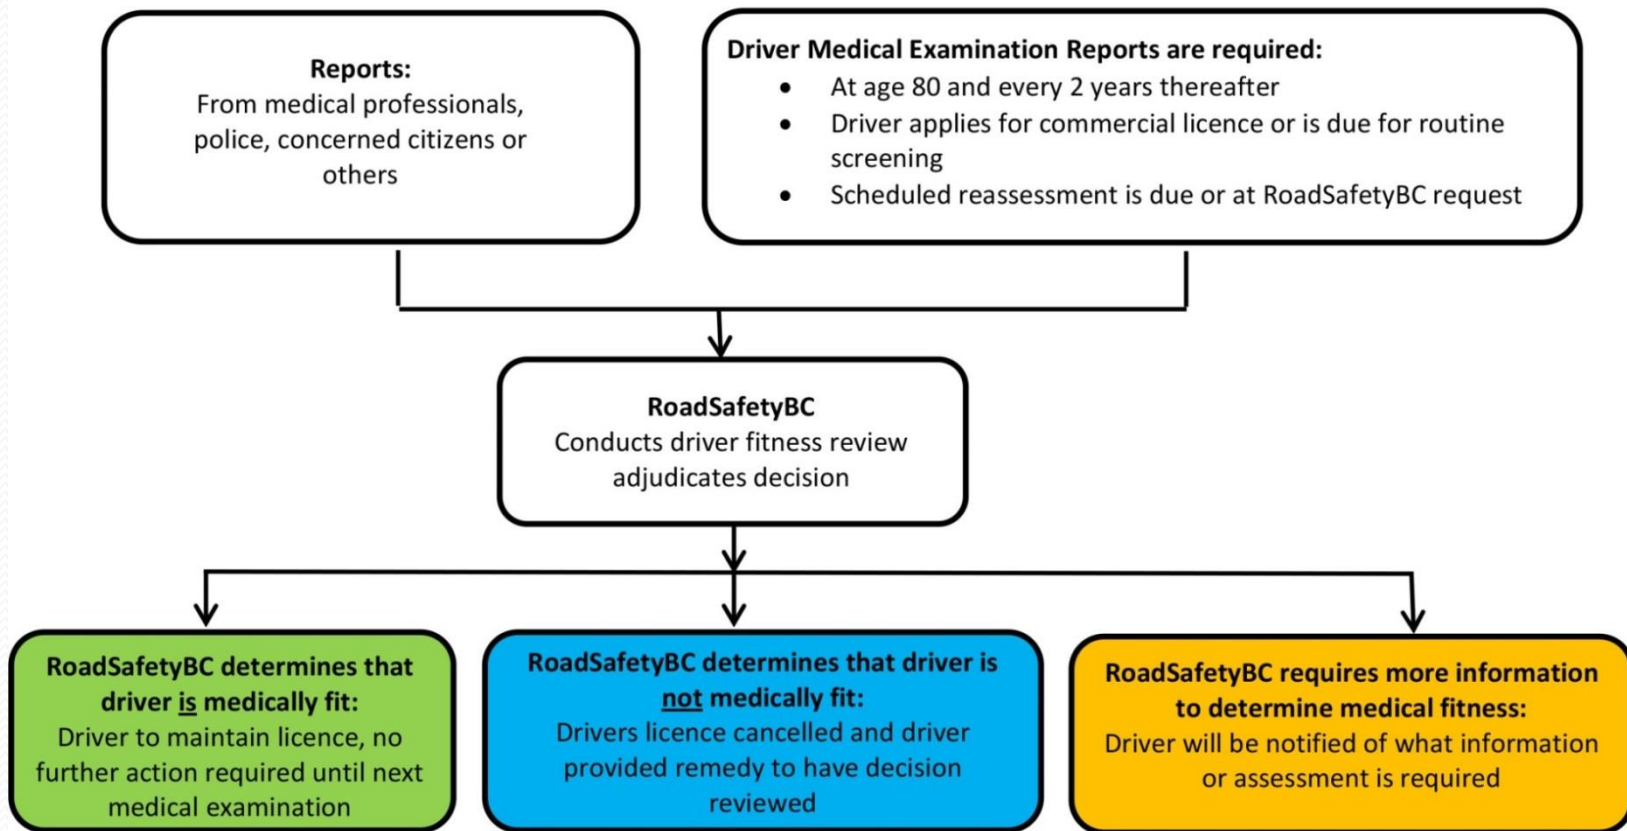 Reports:
From medical professionals,
police, concerned citizens or
others
Driver Medical Examination Reports are required:
• At age 80 and every 2 years thereafter
• Driver applies for commercial licence or is due for routine
screening
• Scheduled reassessment is due or at RoadSafetyBC request
RoadSafetyBC
Conducts driver fitness review
adjudicates decision
RoadSafetyBC determines that
driver is medically fit:
Driver to maintain licence, no
further action required until next
medical examination
RoadSafetyBC determines that driver is
not medically fit:
Drivers licence cancelled and driver
provided remedy to have decision
reviewed
RoadSafetyBC requires more information
to determine medical fitness:
Driver will be notified of what information
or assessment is required